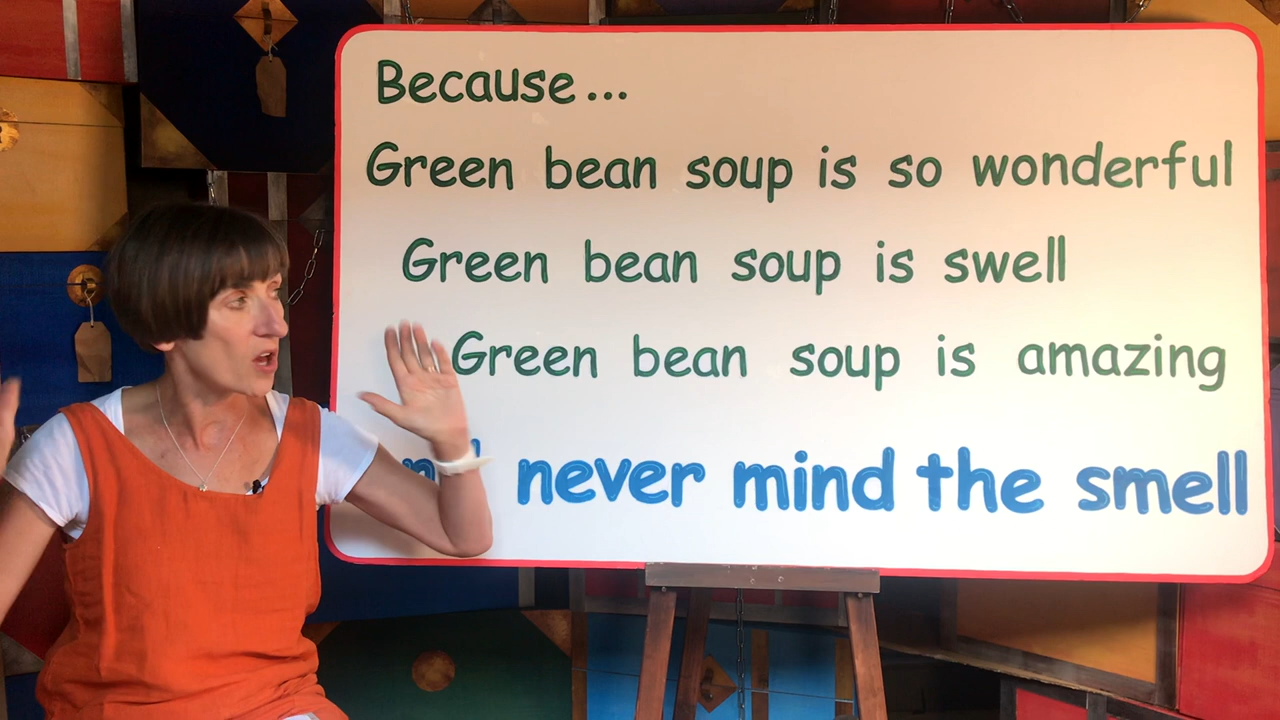 Because...
Green bean soup is so wonderful
Green bean soup is swell
Green bean soup is amazing
never mind the smell